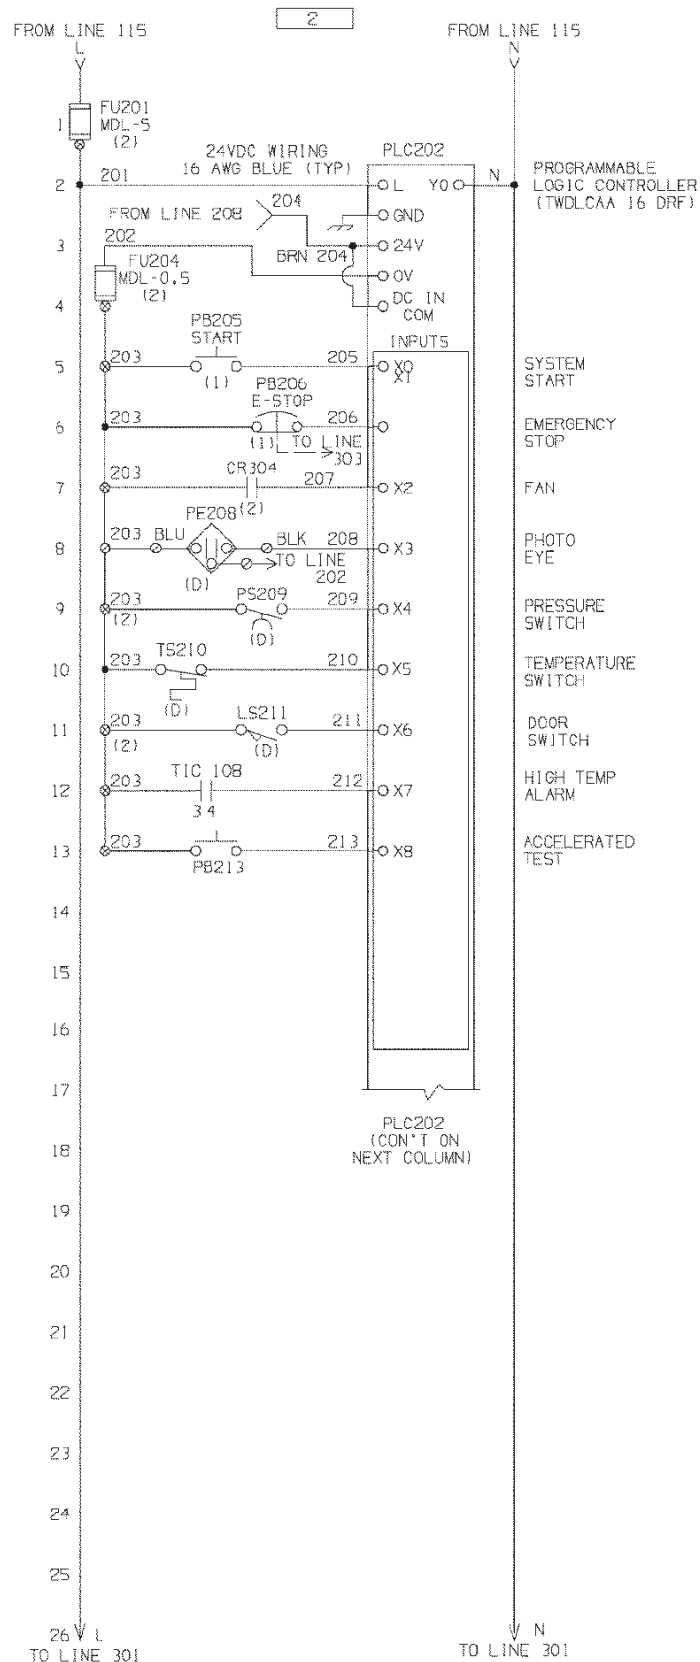 2
FROM LINE 115
L
FROM LINE 115
N
1
FU201
MDL-5
(2)
24VDC WIRING
16 AWG BLUE (TYP)
PLC202
2
201
L
Y0
N
PROGRAMMABLE
LOGIC CONTROLLER
(TWDLCAA 16 DRF)
FROM LINE 208
204
GND
3
202
BRN 204
24V
FU204
MDL-0.5
(2)
0V
4
DC IN
COM
PB205
START
INPUTS
5
203
(1)
205
X0
X1
SYSTEM
START
PB206
E-STOP
6
203
(1)
206
TO LINE
303
EMERGENCY
STOP
CR304
7
203
(2)
207
X2
FAN
PE208
8
203
BLU
BLK
208
X3
PHOTO
EYE
(D)
TO LINE
202
9
203
(2)
PS209
(D)
209
X4
PRESSURE
SWITCH
10
203
TS210
(D)
210
X5
TEMPERATURE
SWITCH
11
203
(2)
LS211
(D)
211
X6
DOOR
SWITCH
12
203
TIC 108
3 4
212
X7
HIGH TEMP
ALARM
13
203
PB213
213
X8
ACCELERATED
TEST
14
15
16
17
PLC202
(CON'T ON
NEXT COLUMN)
18
19
20
21
22
23
24
25
26
L
TO LINE 301
N
TO LINE 301